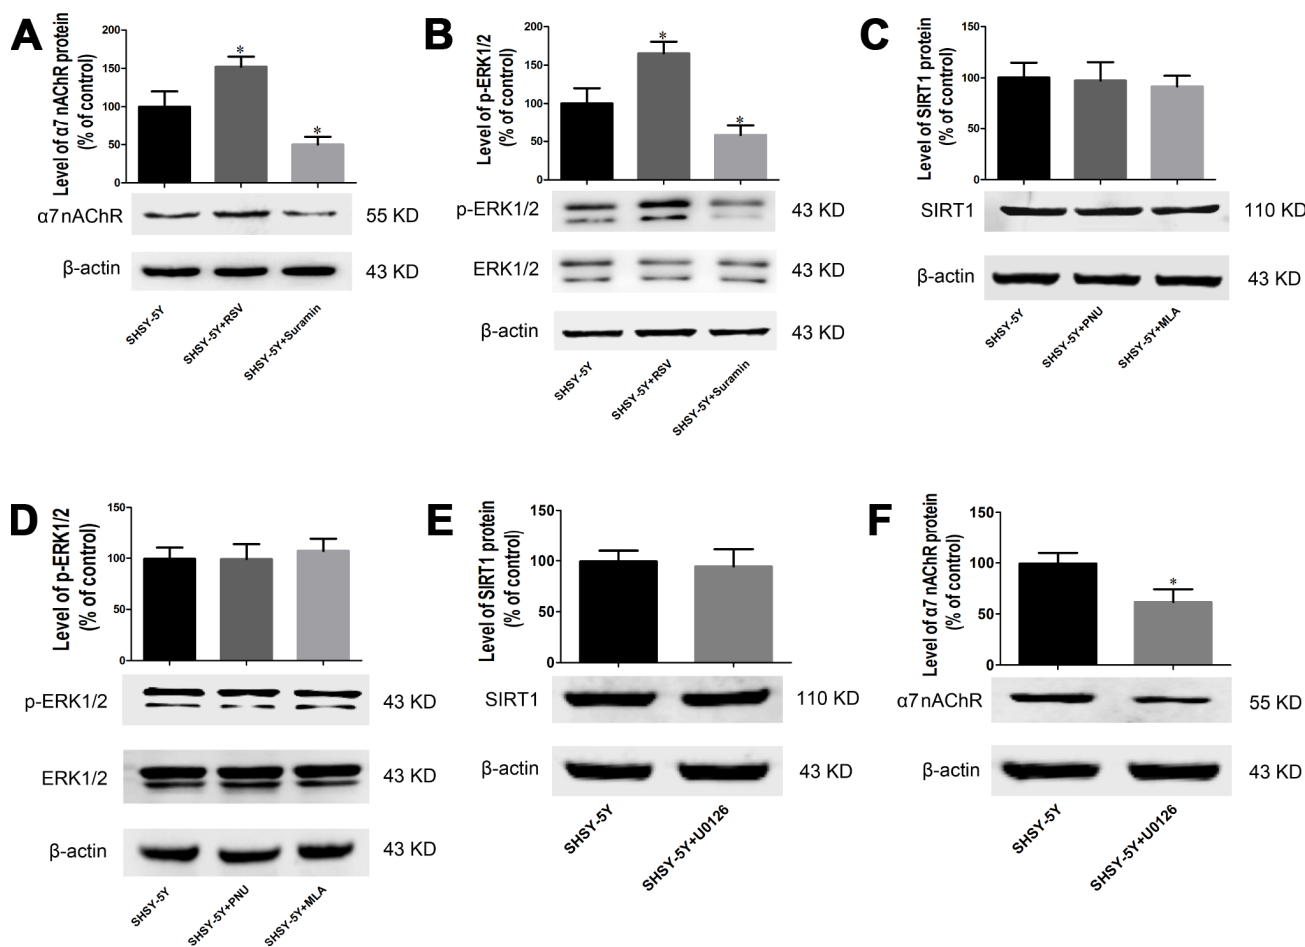 A
Level of α7 nAChR protein
(% of control)
200
150
100
50
0
*
*
α7nAChR
55 KD
β-actin
43 KD
SHSY-5Y
SHSY-5Y+RSV
SHSY-5Y+Suramin
B
Level of p-ERK1/2
(% of control)
200
150
100
50
0
*
*
p-ERK1/2
43 KD
ERK1/2
43 KD
β-actin
43 KD
SHSY-5Y
SHSY-5Y+RSV
SHSY-5Y+Suramin
C
Level of SIRT1 protein
(% of control)
150
100
50
0
SIRT1
110 KD
β-actin
43 KD
SHSY-5Y
SHSY-5Y+PNU
SHSY-5Y+MLA
D
Level of p-ERK1/2
(% of control)
150
100
50
0
p-ERK1/2
43 KD
ERK1/2
43 KD
β-actin
43 KD
SHSY-5Y
SHSY-5Y+PNU
SHSY-5Y+MLA
E
Level of SIRT1 protein
(% of control)
150
100
50
0
SIRT1
110 KD
β-actin
43 KD
SHSY-5Y
SHSY-5Y+U0126
F
Level of α7 nAChR protein
(% of control)
150
100
50
0
*
α7nAChR
55 KD
β-actin
43 KD
SHSY-5Y
SHSY-5Y+U0126